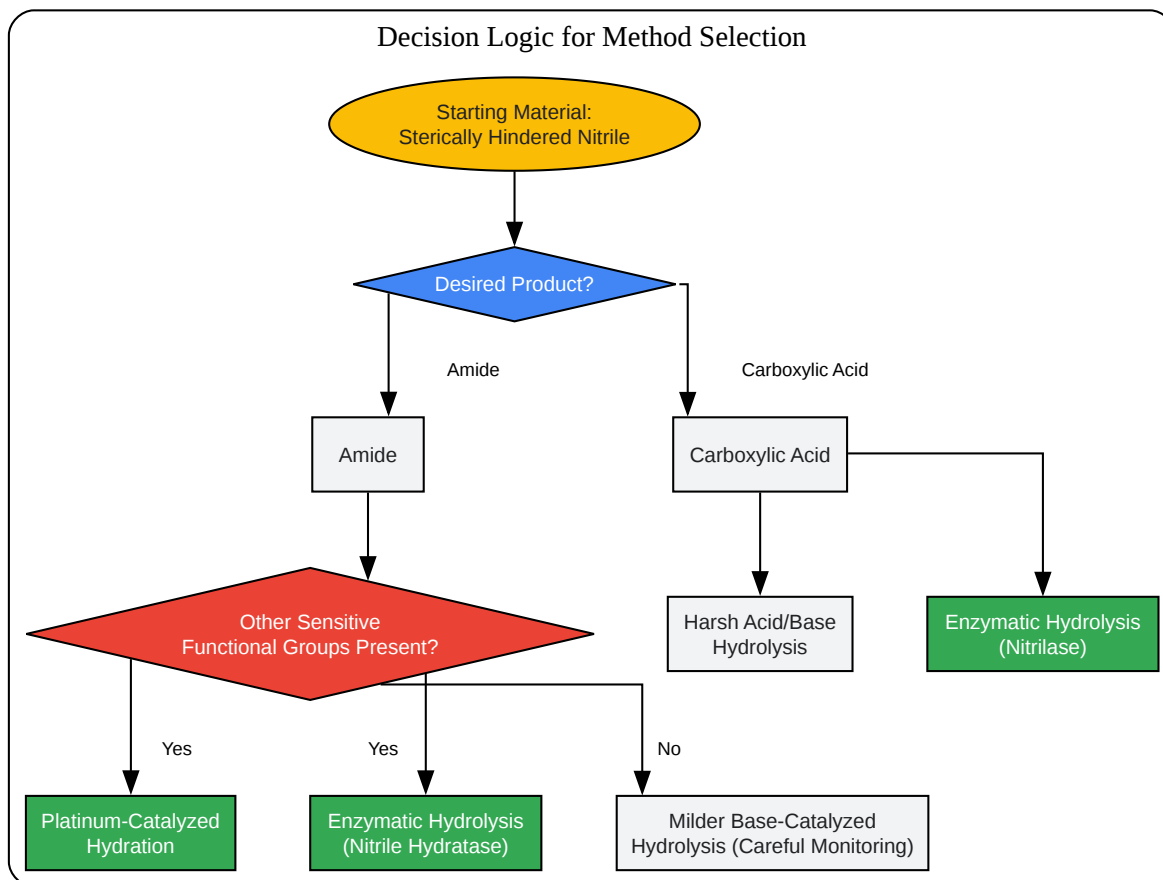 Decision Logic for Method Selection
Starting Material:
Sterically Hindered Nitrile
Desired Product?
Amide
Carboxylic Acid
Amide
Carboxylic Acid
Other Sensitive
Functional Groups Present?
Harsh Acid/Base
Hydrolysis
Enzymatic Hydrolysis
(Nitrilase)
Yes
Yes
No
Platinum-Catalyzed
Hydration
Enzymatic Hydrolysis
(Nitrile Hydratase)
Milder Base-Catalyzed
Hydrolysis (Careful Monitoring)